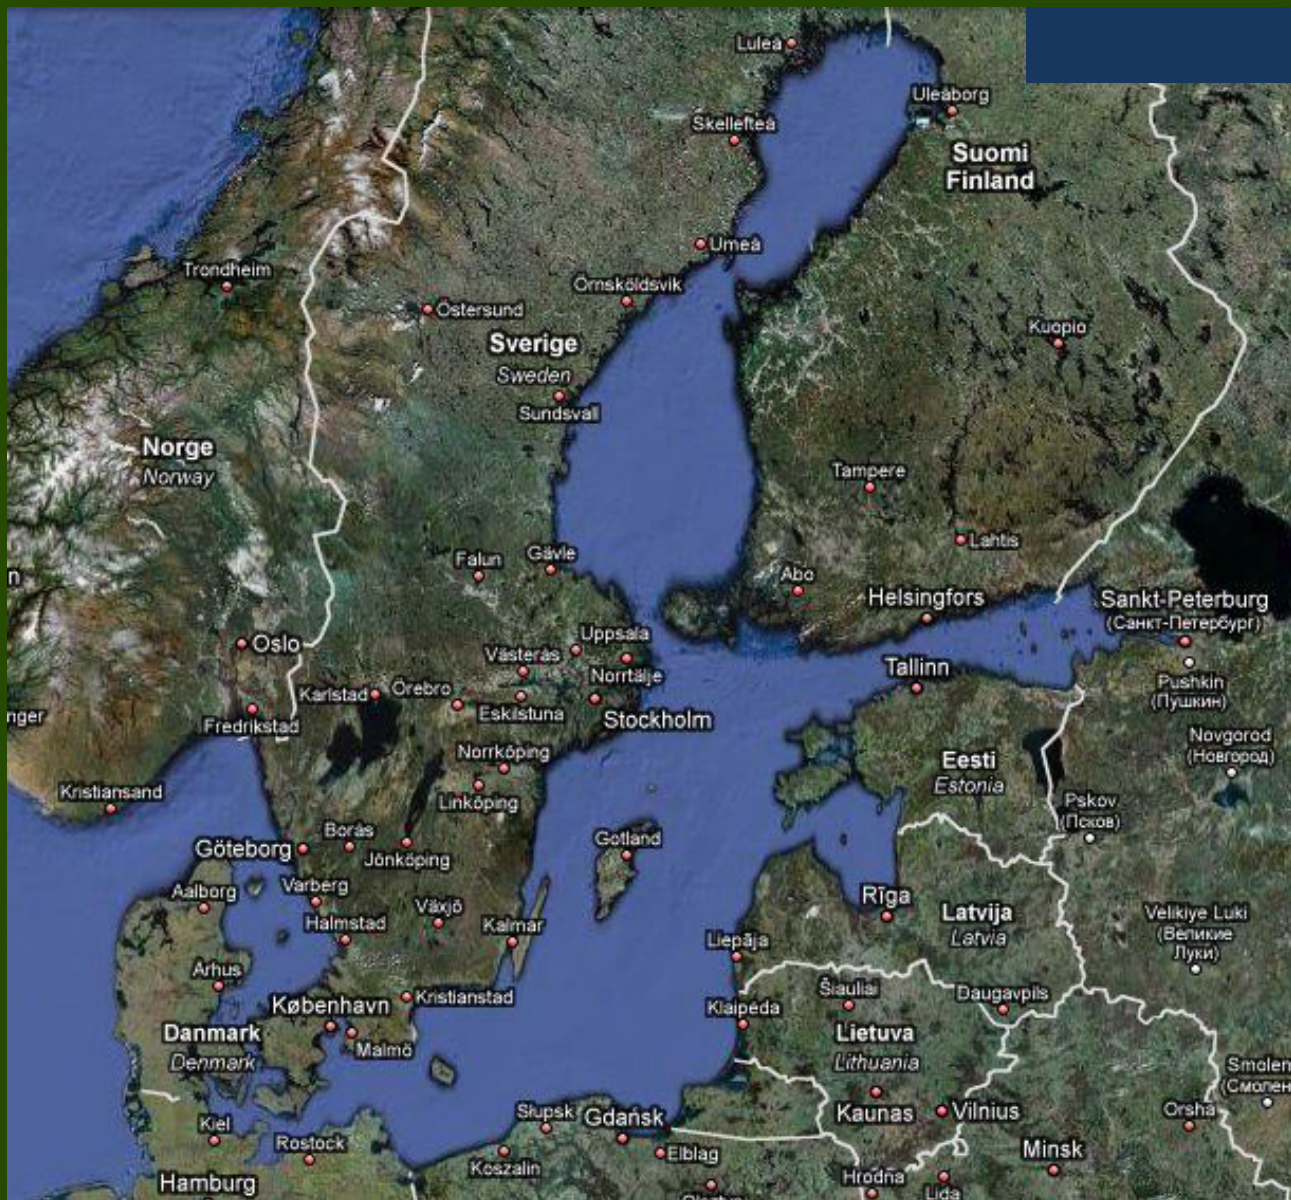 Luleå
Uleåborg
Skellefteå
Suomi
Finland
Umeå
Trondheim
Örnsköldsvik
Östersund
Sverige
Sweden
Kuopio
Sundsvall
Norge
Norway
Tampere
Lahtis
Falun
Gävle
Åbo
Helsingfors
Sankt-Peterburg
(Санкт-Петербург)
Oslo
Uppsala
Västerås
Norrtälje
Tallinn
Pushkin
(Пушкин)
Karlstad
Örebro
Eskilstuna
Stockholm
Fredrikstad
Novgorod
(Новгород)
Norrköping
Eesti
Estonia
Linköping
Kristiansand
Pskov
(Псков)
Göteborg
Borås
Jönköping
Gotland
Aalborg
Varberg
Rīga
Växjö
Latvija
Latvia
Velikiye Luki
(Великие
Луки)
Halmstad
Kalmar
Liepāja
Århus
Kristianstad
Šiauliai
Daugavpils
København
Klaipėda
Danmark
Denmark
Malmö
Lietuva
Lithuania
Smolen
(Смолен
Kiel
Słupsk
Gdańsk
Kaunas
Vilnius
Orsha
Rostock
Koszalin
Elbląg
Minsk
Hamburg
Hrodna
Lida